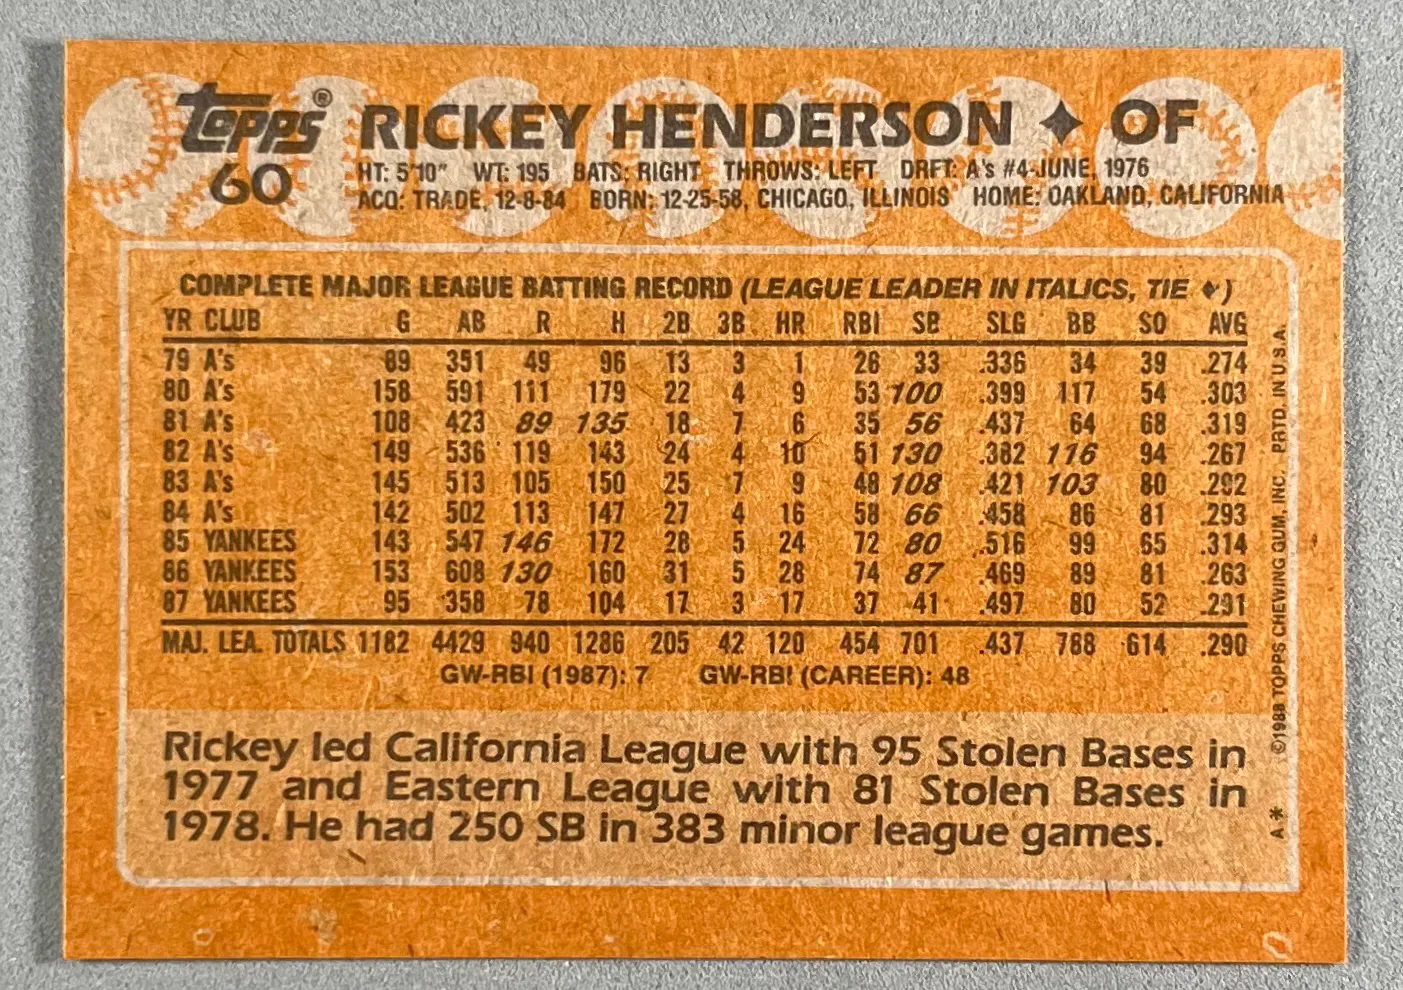 Topps® RICKEY HENDERSON ✦ OF
60 HT: 5'10" WT: 195 BATS: RIGHT THROWS: LEFT DRFT: A's #4-JUNE, 1976
ACQ: TRADE, 12-8-84 BORN: 12-25-58, CHICAGO, ILLINOIS HOME: OAKLAND, CALIFORNIA
COMPLETE MAJOR LEAGUE BATTING RECORD (LEAGUE LEADER IN ITALICS, TIE ✦)
YR CLUB G AB R H 2B 3B HR RBI SB SLG BB SO AVG
79 A's 89 351 49 96 13 3 1 26 33 .336 34 39 .274
80 A's 158 591 111 179 22 4 9 53 100 .399 117 54 .303
81 A's 108 423 89 135 18 7 6 35 56 .437 64 68 .319
82 A's 149 536 119 143 24 4 10 51 130 .382 116 94 .267
83 A's 145 513 105 150 25 7 9 48 108 .421 103 80 .292
84 A's 142 502 113 147 27 4 16 58 66 .458 86 81 .293
85 YANKEES 143 547 146 172 28 5 24 72 80 .516 99 65 .314
86 YANKEES 153 608 130 160 31 5 28 74 87 .469 89 81 .263
87 YANKEES 95 358 78 104 17 3 17 37 41 .497 80 52 .291
MAJ. LEA. TOTALS 1182 4429 940 1286 205 42 120 454 701 .437 788 614 .290
GW-RBI (1987): 7 GW-RBI (CAREER): 48
Rickey led California League with 95 Stolen Bases in
1977 and Eastern League with 81 Stolen Bases in
1978. He had 250 SB in 383 minor league games.
A* ©1988 TOPPS CHEWING GUM, INC. PRTD. IN U.S.A.